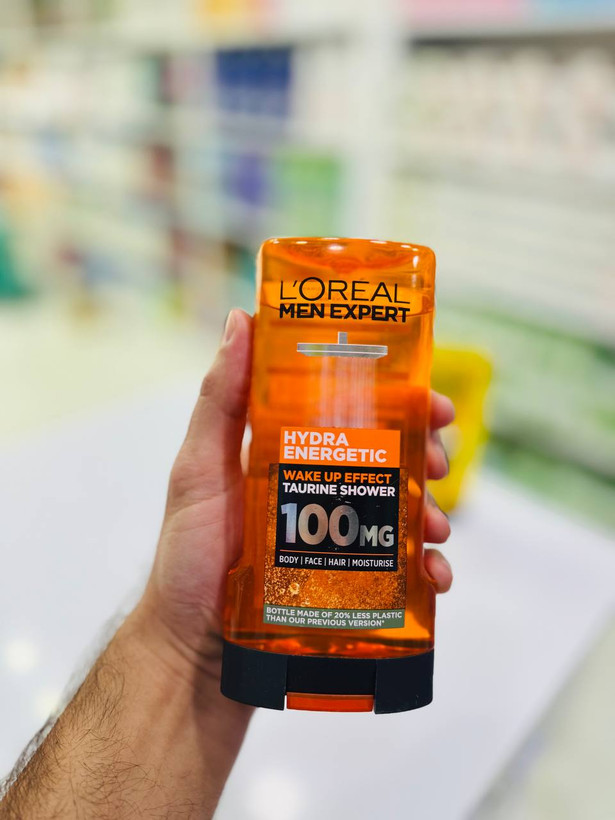 L'ORÉAL
MEN EXPERT
HYDRA
ENERGETIC
WAKE UP EFFECT
TAURINE SHOWER
100MG
BODY | FACE | HAIR | MOISTURISE
BOTTLE MADE OF 20% LESS PLASTIC
THAN OUR PREVIOUS VERSION*